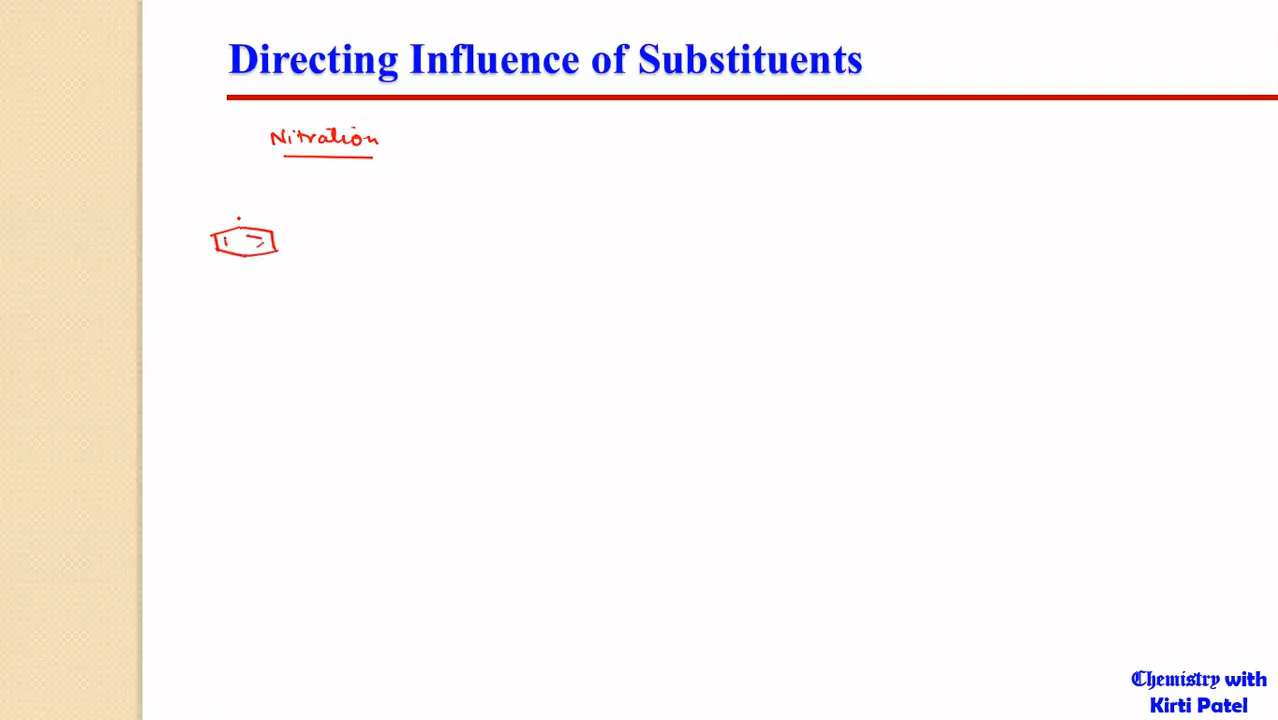 Directing Influence of Substituents
Nitration
Chemistry with
Kirti Patel